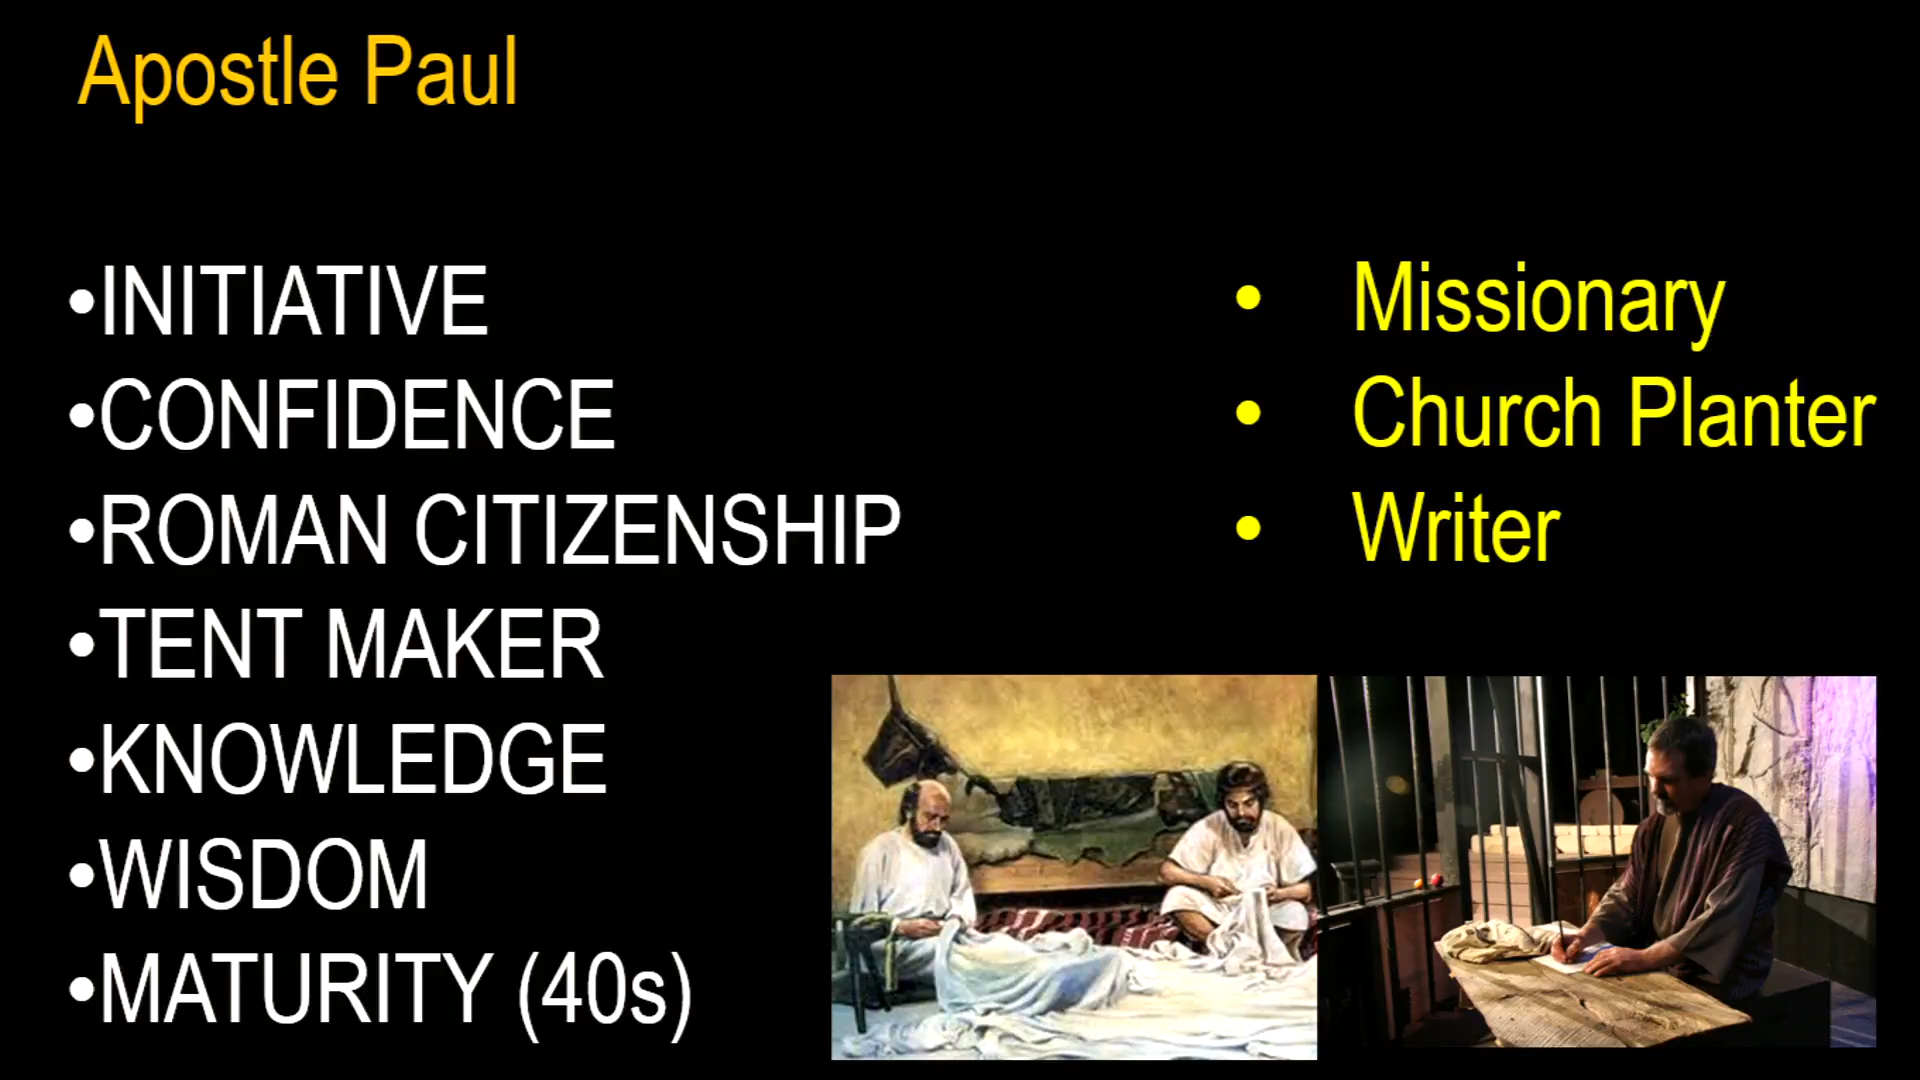 Apostle Paul
•INITIATIVE
•CONFIDENCE
•ROMAN CITIZENSHIP
•TENT MAKER
•KNOWLEDGE
•WISDOM
•MATURITY (40s)
• Missionary
• Church Planter
• Writer